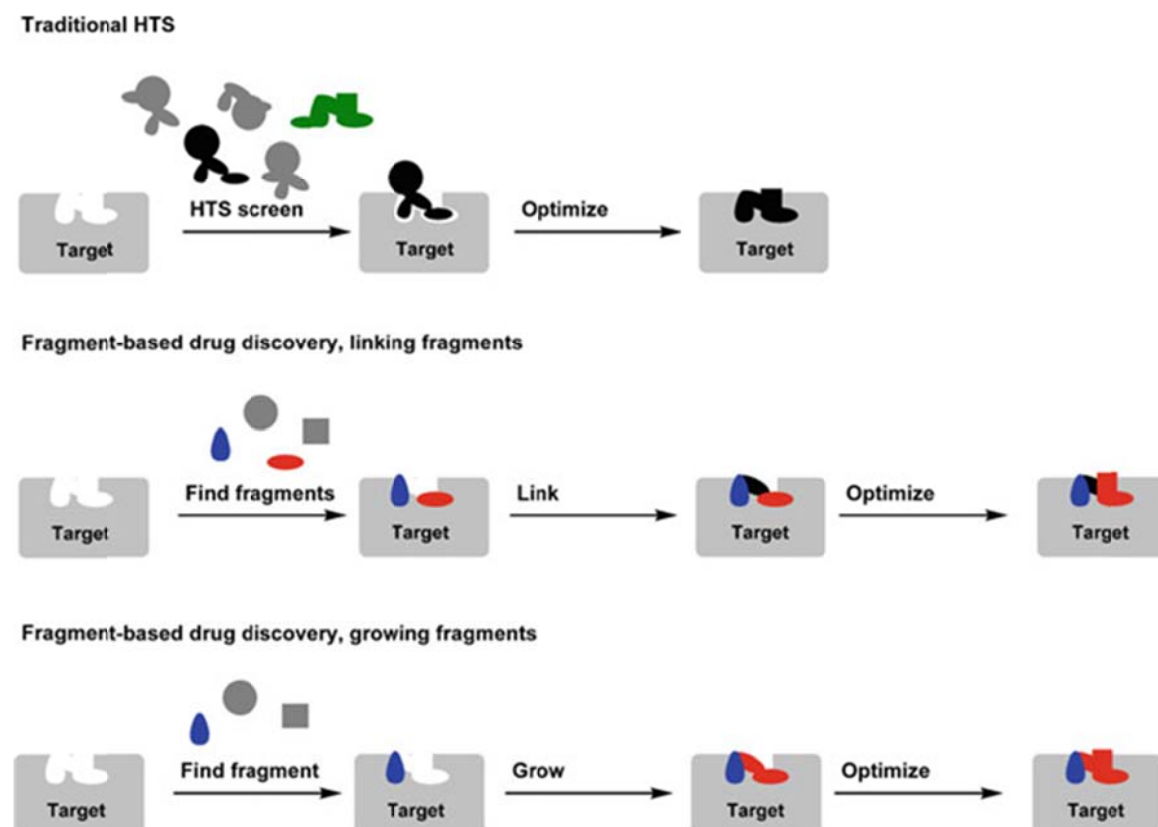 Traditional HTS
HTS screen
Optimize
Target
Target
Target
Fragment-based drug discovery, linking fragments
Find fragments
Link
Optimize
Target
Target
Target
Target
Fragment-based drug discovery, growing fragments
Find fragment
Grow
Optimize
Target
Target
Target
Target